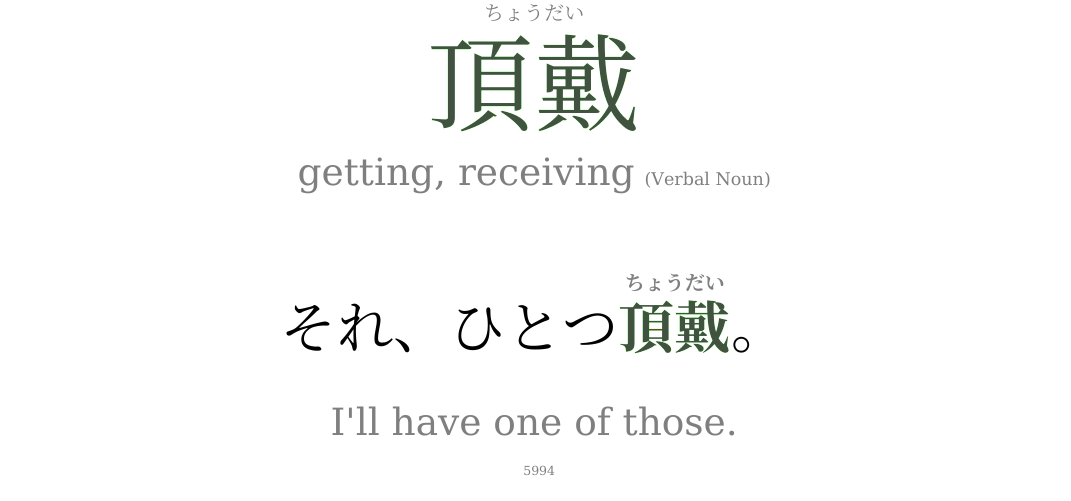 ちょうだい
頂戴
getting, receiving (Verbal Noun)
ちょうだい
それ、ひとつ頂戴。
I'll have one of those.
5994